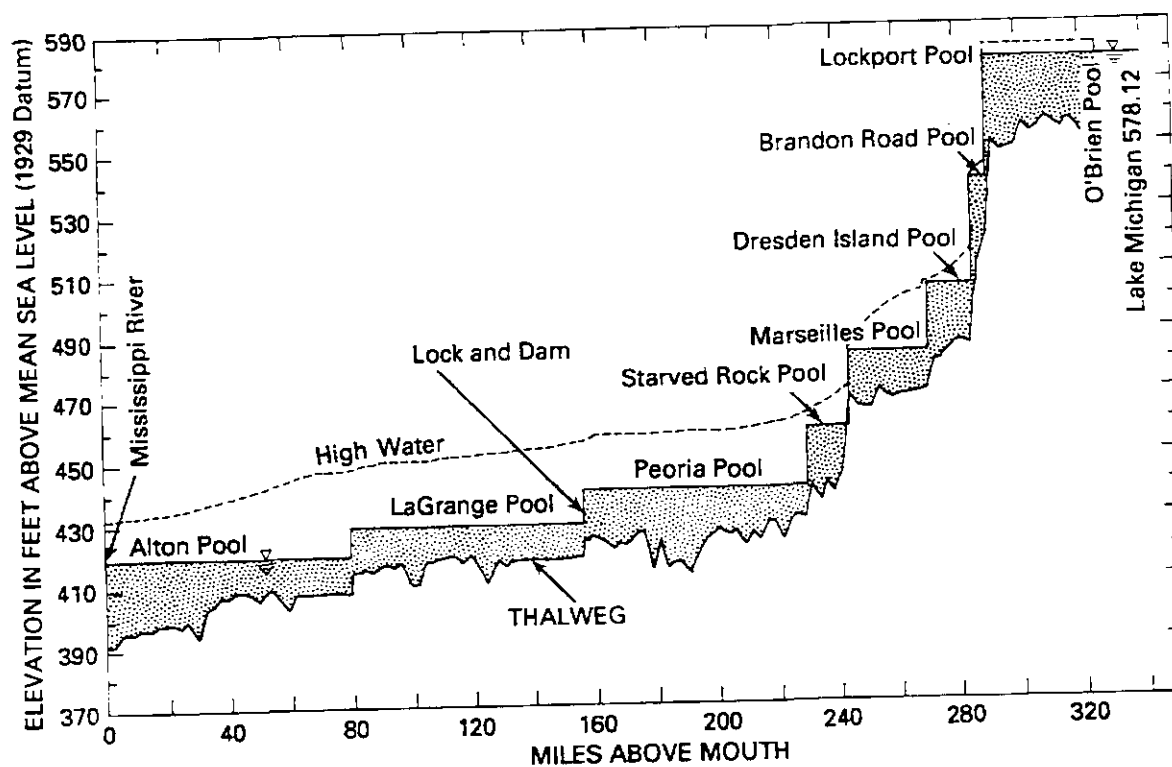 ELEVATION IN FEET ABOVE MEAN SEA LEVEL (1929 Datum)
590
570
550
530
510
490
470
450
430
410
390
370
Lockport Pool
Brandon Road Pool
Dresden Island Pool
Marseilles Pool
Starved Rock Pool
Peoria Pool
Lock and Dam
High Water
LaGrange Pool
Alton Pool
THALWEG
Mississippi River
O'Brien Pool
Lake Michigan 578.12
0 40 80 120 160 200 240 280 320
MILES ABOVE MOUTH